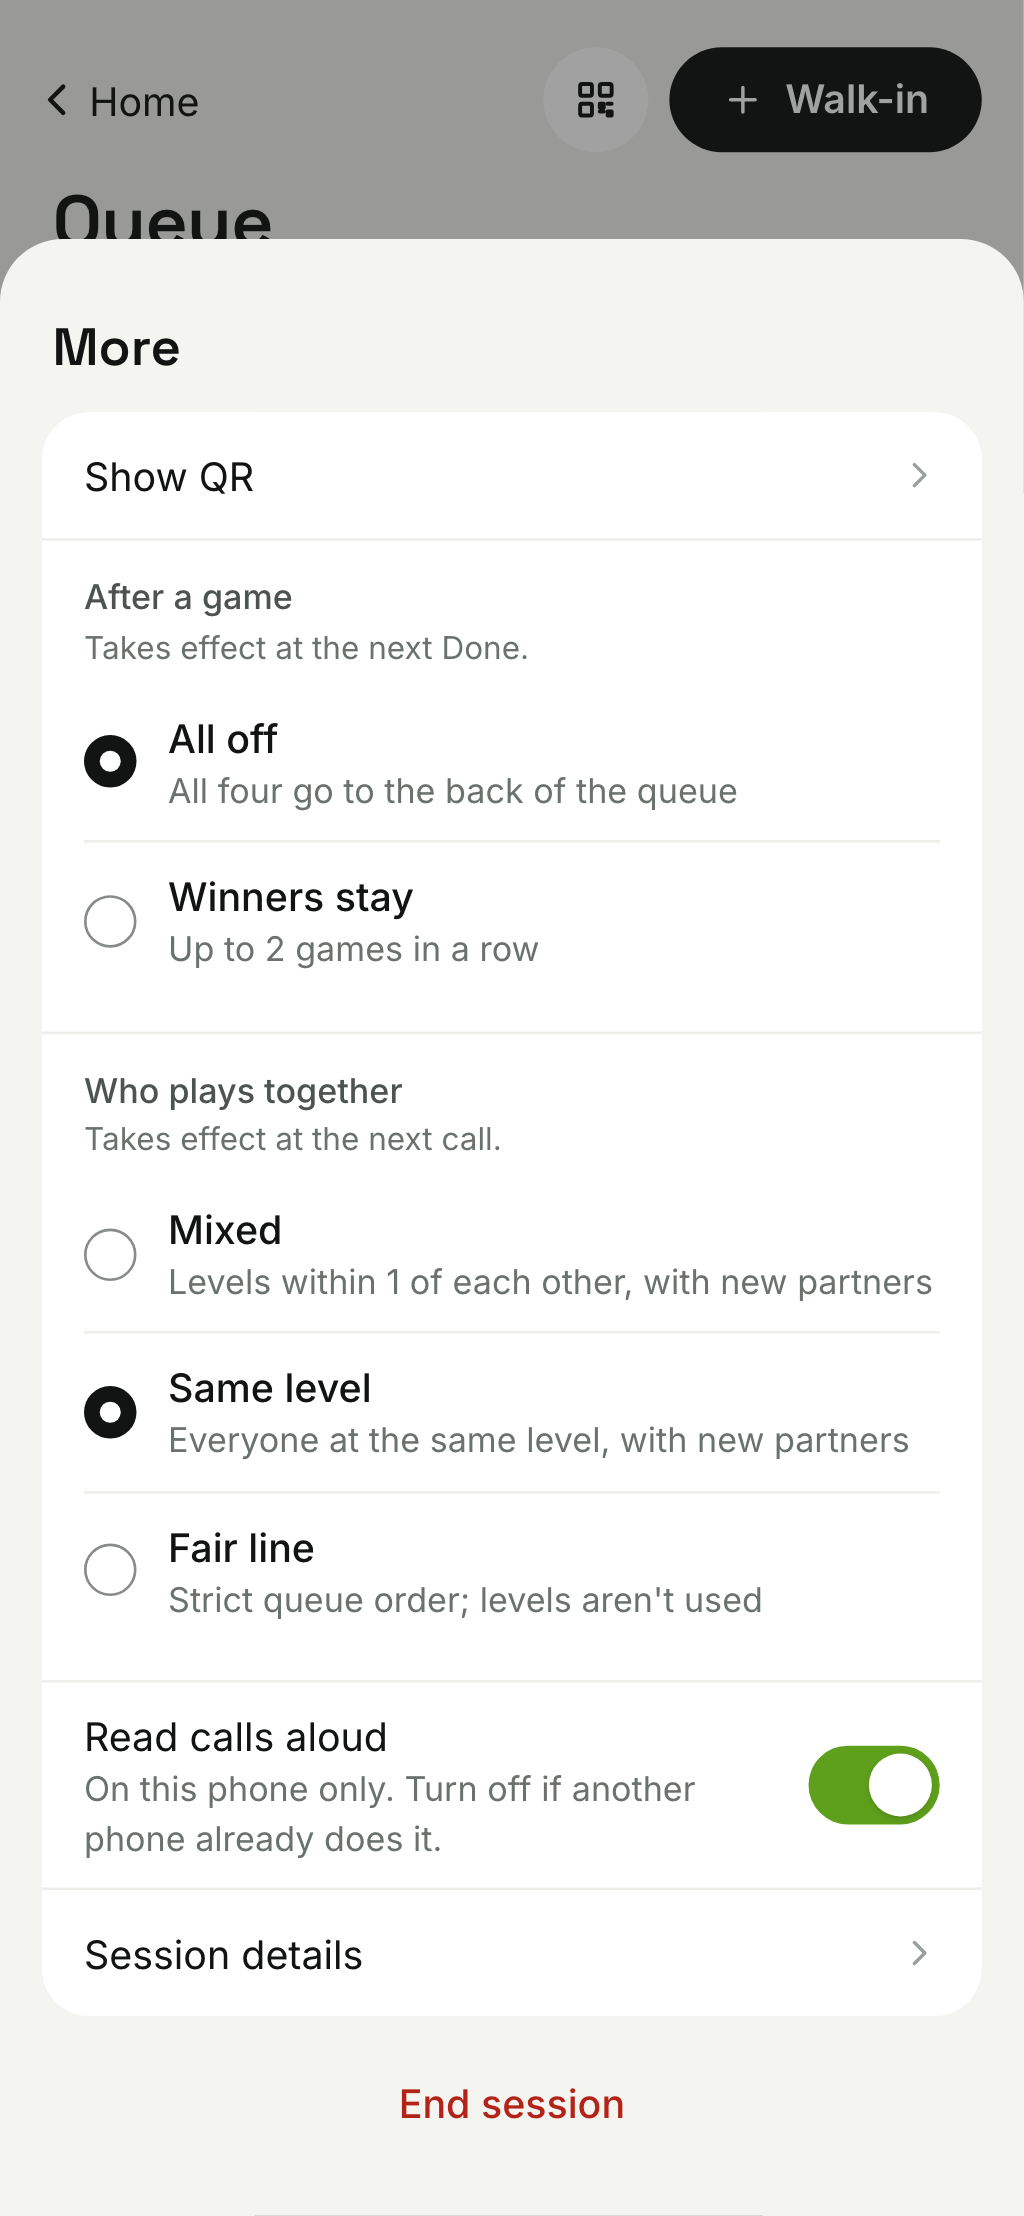 Home
Walk-in
Queue
More
Show QR
After a game
Takes effect at the next Done.
All off
All four go to the back of the queue
Winners stay
Up to 2 games in a row
Who plays together
Takes effect at the next call.
Mixed
Levels within 1 of each other, with new partners
Same level
Everyone at the same level, with new partners
Fair line
Strict queue order; levels aren't used
Read calls aloud
On this phone only. Turn off if another
phone already does it.
Session details
End session